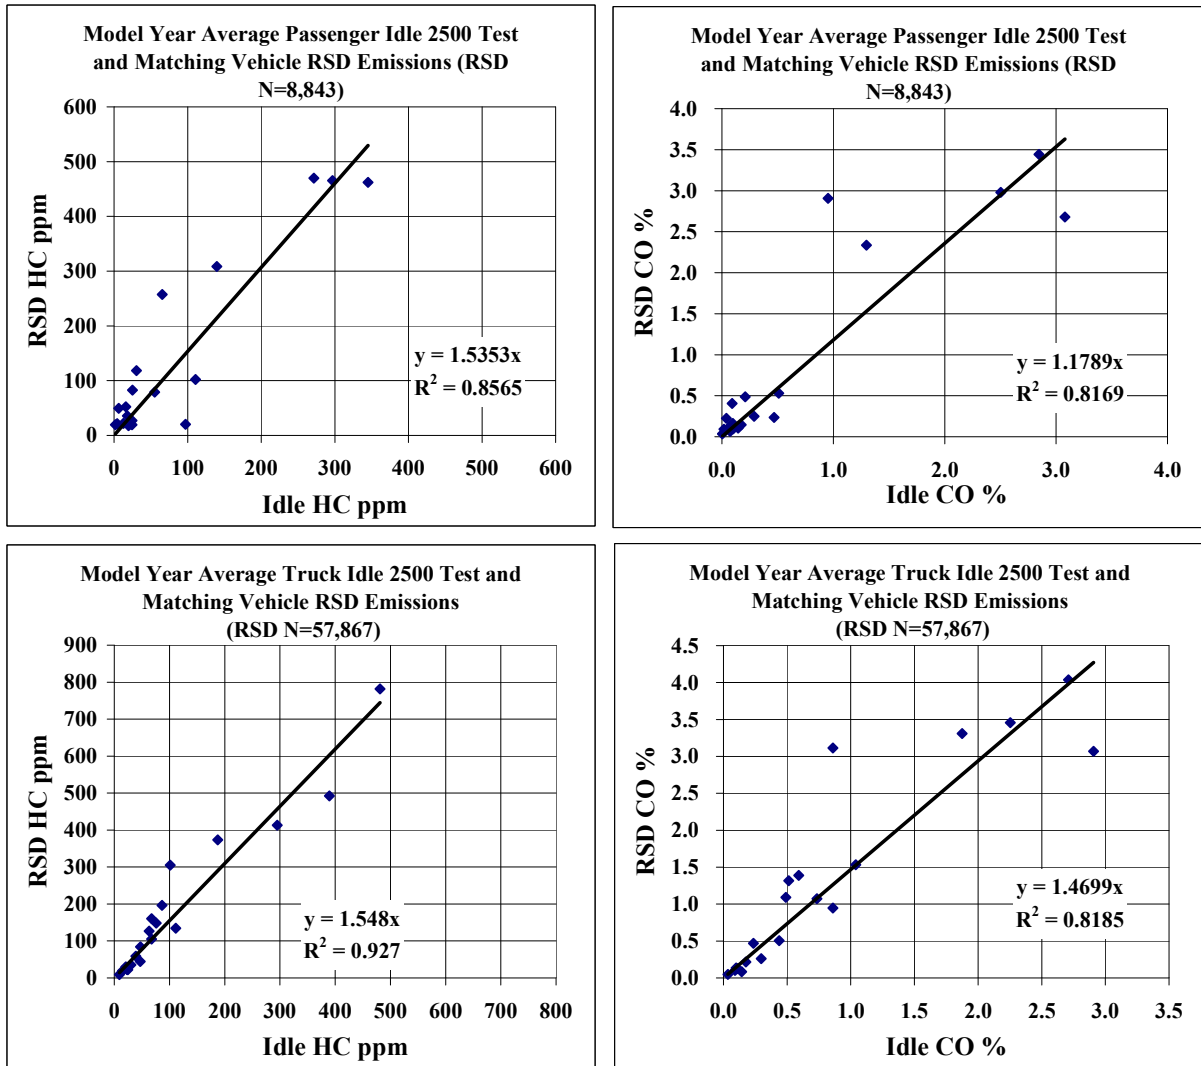 Model Year Average Passenger Idle 2500 Test
and Matching Vehicle RSD Emissions (RSD
N=8,843)
600
500
400
300
200
100
0
RSD HC ppm
y = 1.5353x
R² = 0.8565
0 100 200 300 400 500 600
Idle HC ppm
Model Year Average Passenger Idle 2500 Test
and Matching Vehicle RSD Emissions (RSD
N=8,843)
4.0
3.5
3.0
2.5
2.0
1.5
1.0
0.5
0.0
RSD CO %
y = 1.1789x
R² = 0.8169
0.0 1.0 2.0 3.0 4.0
Idle CO %
Model Year Average Truck Idle 2500 Test and
Matching Vehicle RSD Emissions
(RSD N=57,867)
900
800
700
600
500
400
300
200
100
0
RSD HC ppm
y = 1.548x
R² = 0.927
0 100 200 300 400 500 600 700 800
Idle HC ppm
Model Year Average Truck Idle 2500 Test and
Matching Vehicle RSD Emissions
(RSD N=57,867)
4.5
4.0
3.5
3.0
2.5
2.0
1.5
1.0
0.5
0.0
RSD CO %
y = 1.4699x
R² = 0.8185
0.0 0.5 1.0 1.5 2.0 2.5 3.0 3.5
Idle CO %